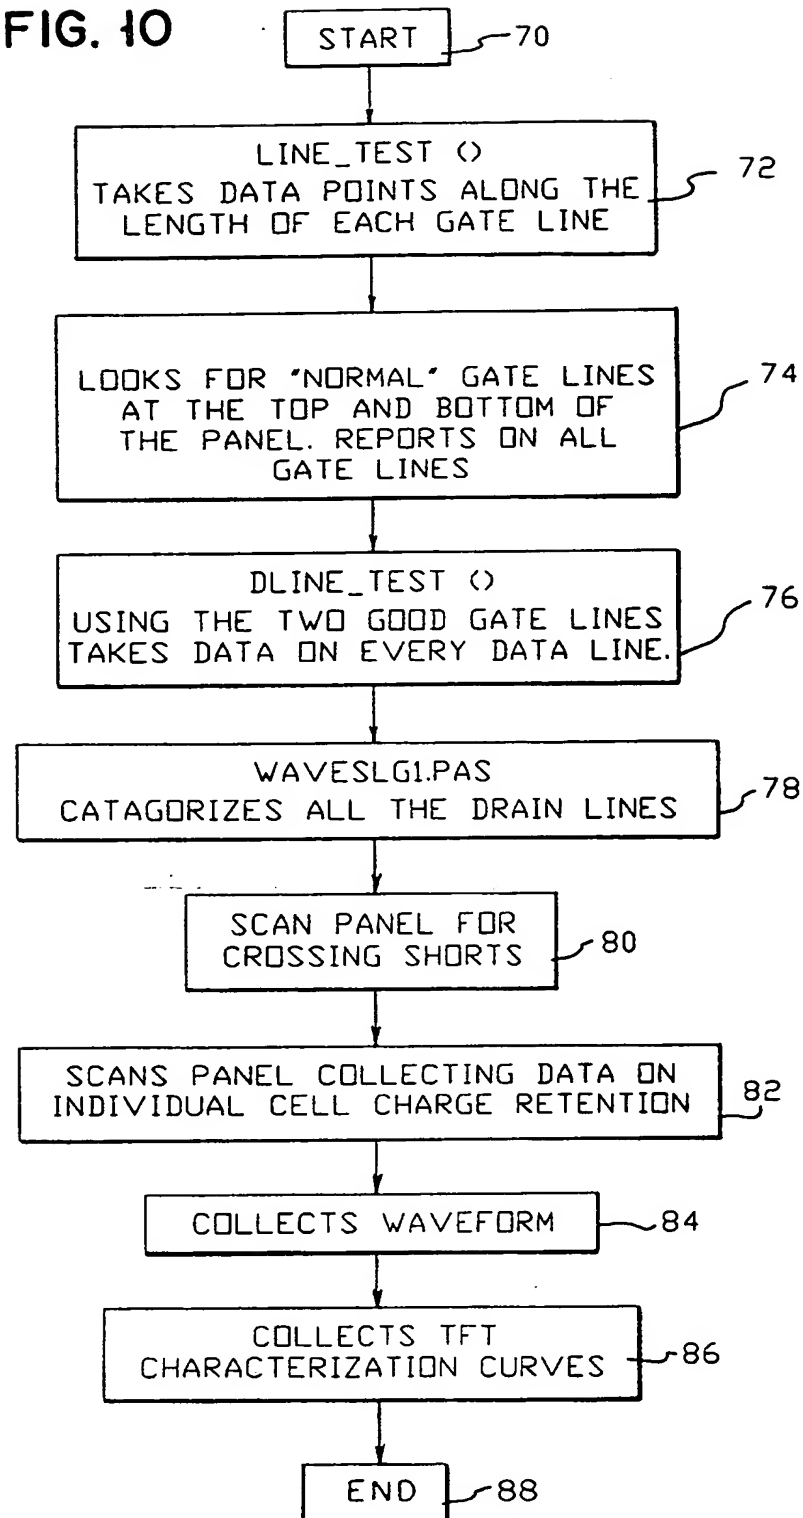 FIG. 10
START
70
LINE_TEST ()
TAKES DATA POINTS ALONG THE
LENGTH OF EACH GATE LINE
72
LOOKS FOR "NORMAL" GATE LINES
AT THE TOP AND BOTTOM OF
THE PANEL. REPORTS ON ALL
GATE LINES
74
DLINE_TEST ()
USING THE TWO GOOD GATE LINES
TAKES DATA ON EVERY DATA LINE.
76
WAVESLG1.PAS
CATAGORIZES ALL THE DRAIN LINES
78
SCAN PANEL FOR
CROSSING SHORTS
80
SCANS PANEL COLLECTING DATA ON
INDIVIDUAL CELL CHARGE RETENTION
82
COLLECTS WAVEFORM
84
COLLECTS TFT
CHARACTERIZATION CURVES
86
END
88